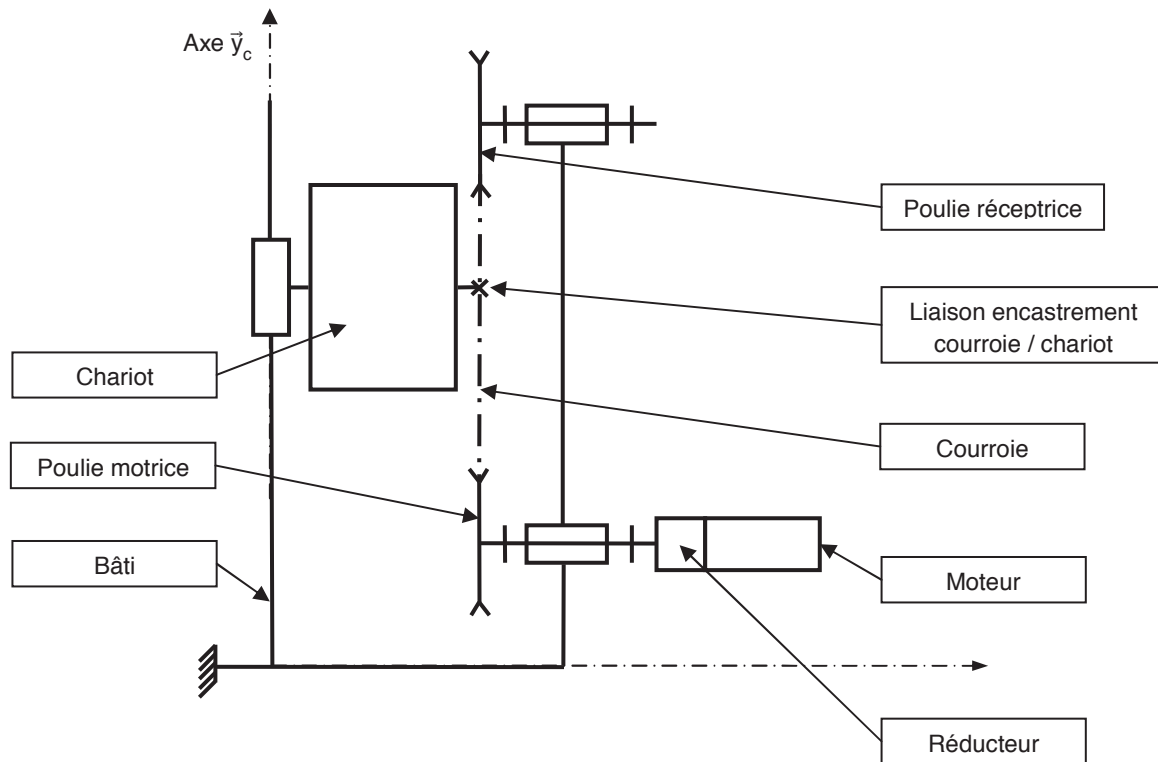 Axe y⃗c
Poulie réceptrice
Liaison encastrement
courroie / chariot
Chariot
Courroie
Poulie motrice
Bâti
Moteur
Réducteur